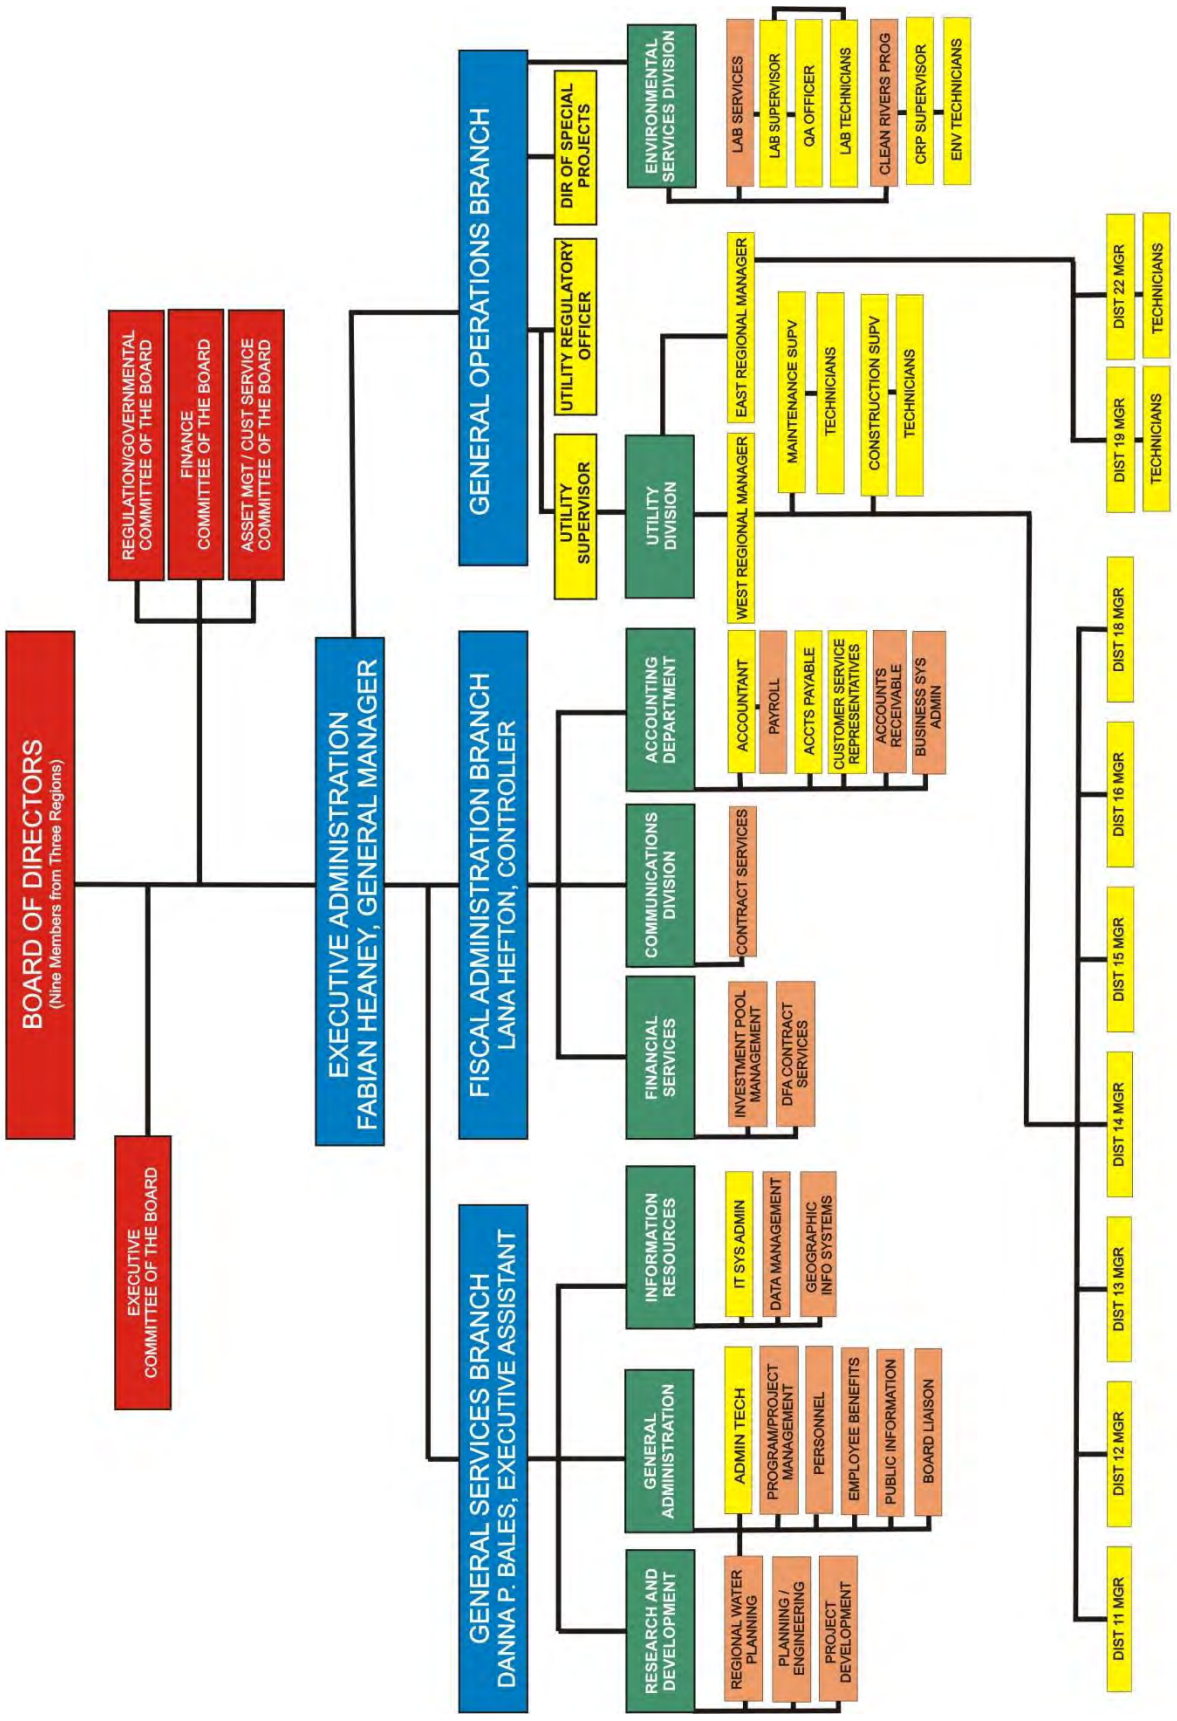 BOARD OF DIRECTORS
(Nine Members from Three Regions)
EXECUTIVE
COMMITTEE OF THE BOARD
REGULATION/GOVERNMENTAL
COMMITTEE OF THE BOARD
FINANCE
COMMITTEE OF THE BOARD
ASSET MGT / CUST SERVICE
COMMITTEE OF THE BOARD
EXECUTIVE ADMINISTRATION
FABIAN HEANEY, GENERAL MANAGER
GENERAL SERVICES BRANCH
DANNA P. BALES, EXECUTIVE ASSISTANT
FISCAL ADMINISTRATION BRANCH
LANA HEFTON, CONTROLLER
GENERAL OPERATIONS BRANCH
UTILITY
SUPERVISOR
UTILITY REGULATORY
OFFICER
DIR OF SPECIAL
PROJECTS
RESEARCH AND
DEVELOPMENT
GENERAL
ADMINISTRATION
INFORMATION
RESOURCES
FINANCIAL
SERVICES
COMMUNICATIONS
DIVISION
ACCOUNTING
DEPARTMENT
UTILITY
DIVISION
ENVIRONMENTAL
SERVICES DIVISION
REGIONAL WATER
PLANNING
PLANNING /
ENGINEERING
PROJECT
DEVELOPMENT
ADMIN TECH
PROGRAM/PROJECT
MANAGEMENT
PERSONNEL
EMPLOYEE BENEFITS
PUBLIC INFORMATION
BOARD LIAISON
IT SYS ADMIN
DATA MANAGEMENT
GEOGRAPHIC
INFO SYSTEMS
INVESTMENT POOL
MANAGEMENT
DFA CONTRACT
SERVICES
CONTRACT SERVICES
ACCOUNTANT
PAYROLL
ACCTS PAYABLE
CUSTOMER SERVICE
REPRESENTATIVES
ACCOUNTS
RECEIVABLE
BUSINESS SYS
ADMIN
WEST REGIONAL MANAGER
EAST REGIONAL MANAGER
MAINTENANCE SUPV
TECHNICIANS
CONSTRUCTION SUPV
TECHNICIANS
LAB SERVICES
LAB SUPERVISOR
QA OFFICER
LAB TECHNICIANS
CLEAN RIVERS PROG
CRP SUPERVISOR
ENV TECHNICIANS
DIST 11 MGR
DIST 12 MGR
DIST 13 MGR
DIST 14 MGR
DIST 15 MGR
DIST 16 MGR
DIST 18 MGR
DIST 19 MGR
TECHNICIANS
DIST 22 MGR
TECHNICIANS